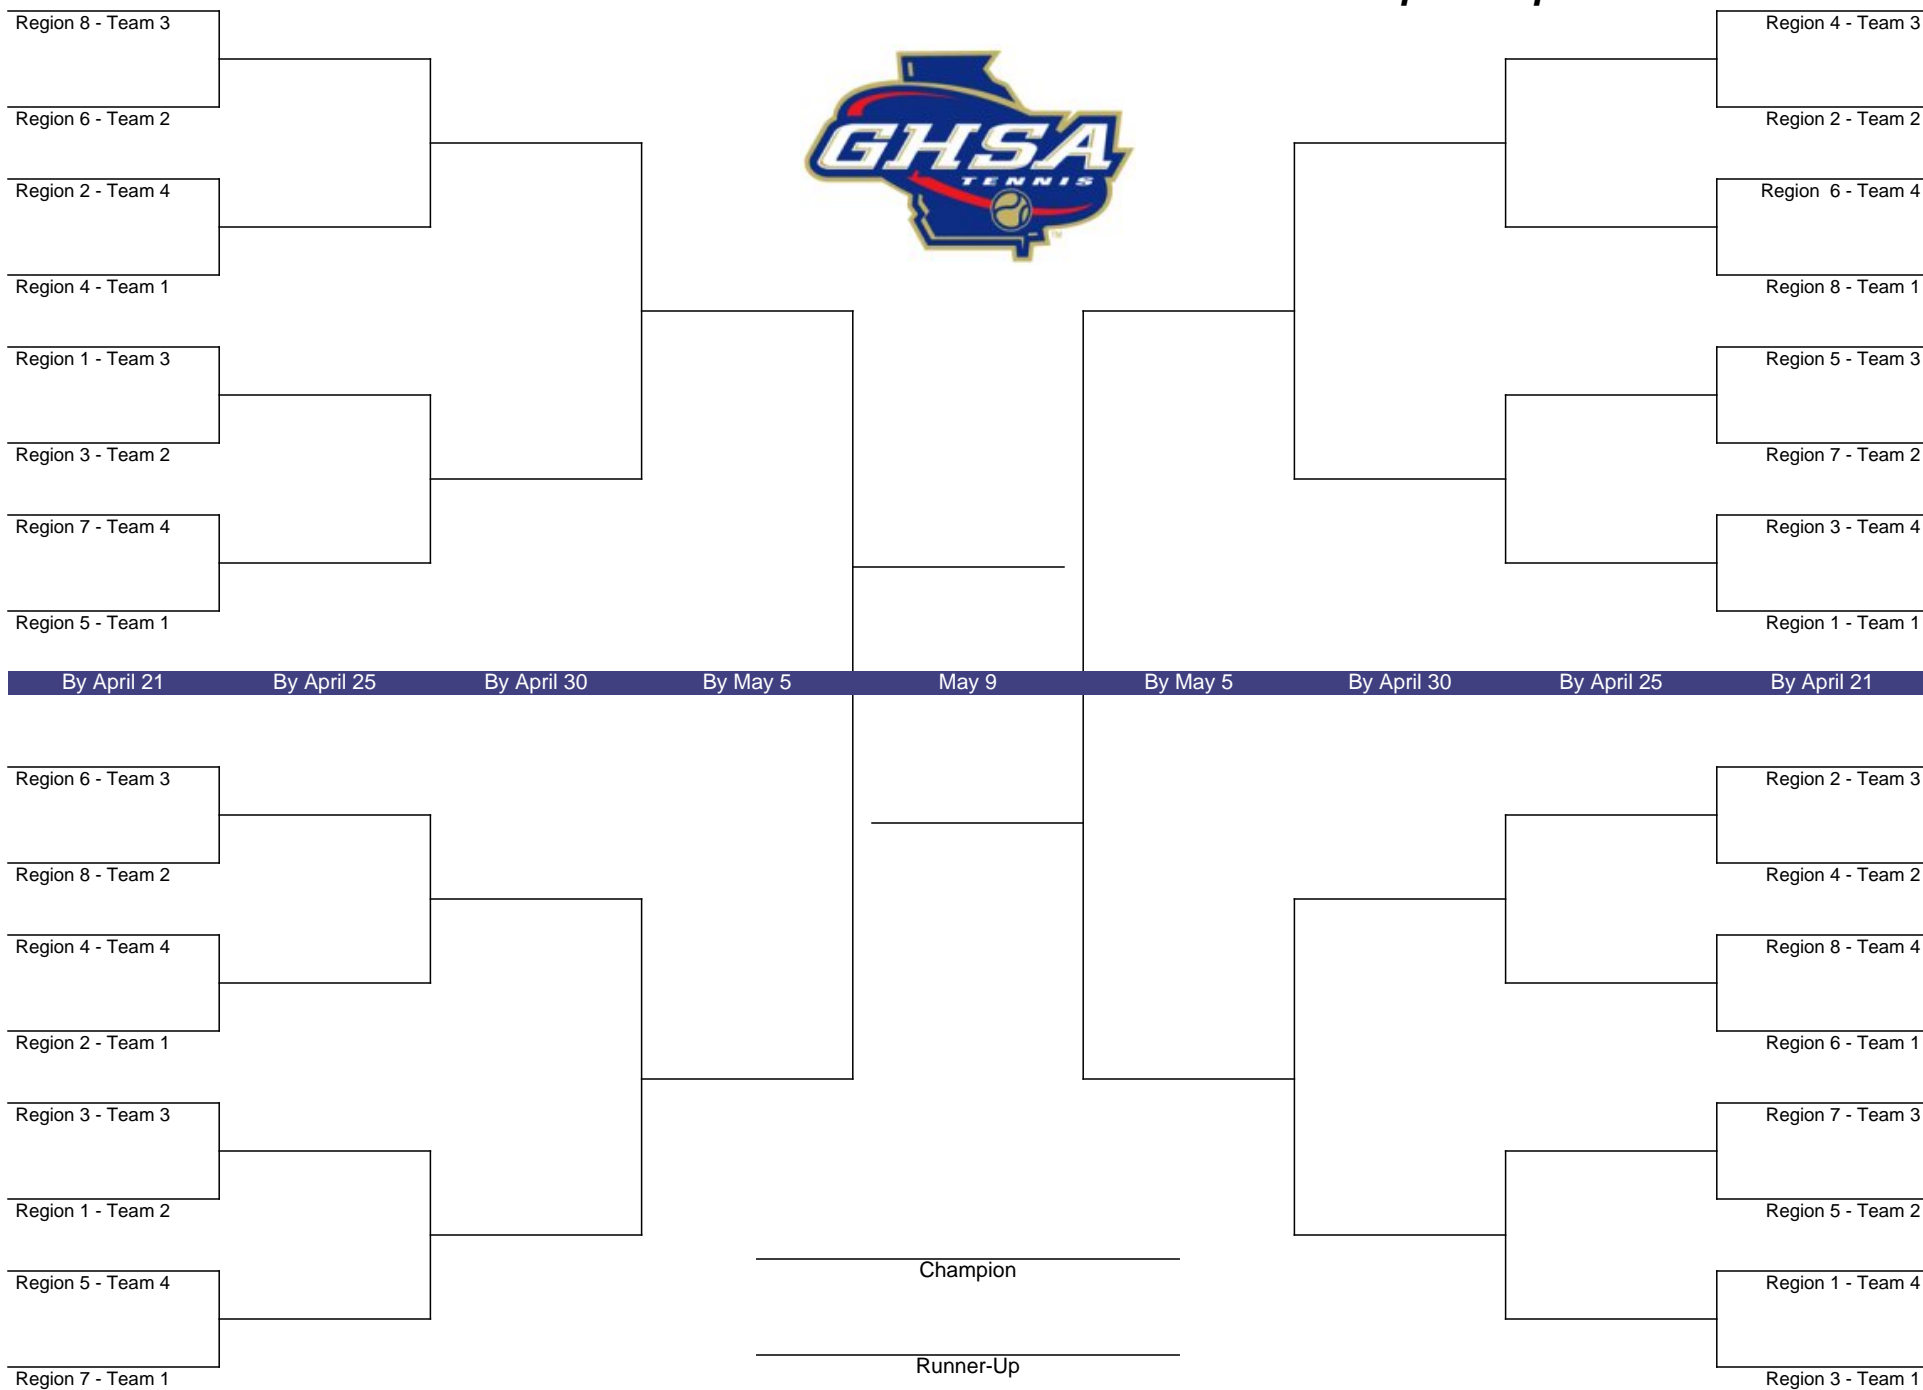 Region 8 - Team 3
Region 6 - Team 2
Region 2 - Team 4
Region 4 - Team 1
Region 1 - Team 3
Region 3 - Team 2
Region 7 - Team 4
Region 5 - Team 1
GHSA
TENNIS
TM
Region 4 - Team 3
Region 2 - Team 2
Region  6 - Team 4
Region 8 - Team 1
Region 5 - Team 3
Region 7 - Team 2
Region 3 - Team 4
Region 1 - Team 1
By April 21 By April 25 By April 30 By May 5 May 9 By May 5 By April 30 By April 25 By April 21
Region 6 - Team 3
Region 8 - Team 2
Region 4 - Team 4
Region 2 - Team 1
Region 3 - Team 3
Region 1 - Team 2
Region 5 - Team 4
Region 7 - Team 1
Champion
Runner-Up
Region 2 - Team 3
Region 4 - Team 2
Region 8 - Team 4
Region 6 - Team 1
Region 7 - Team 3
Region 5 - Team 2
Region 1 - Team 4
Region 3 - Team 1